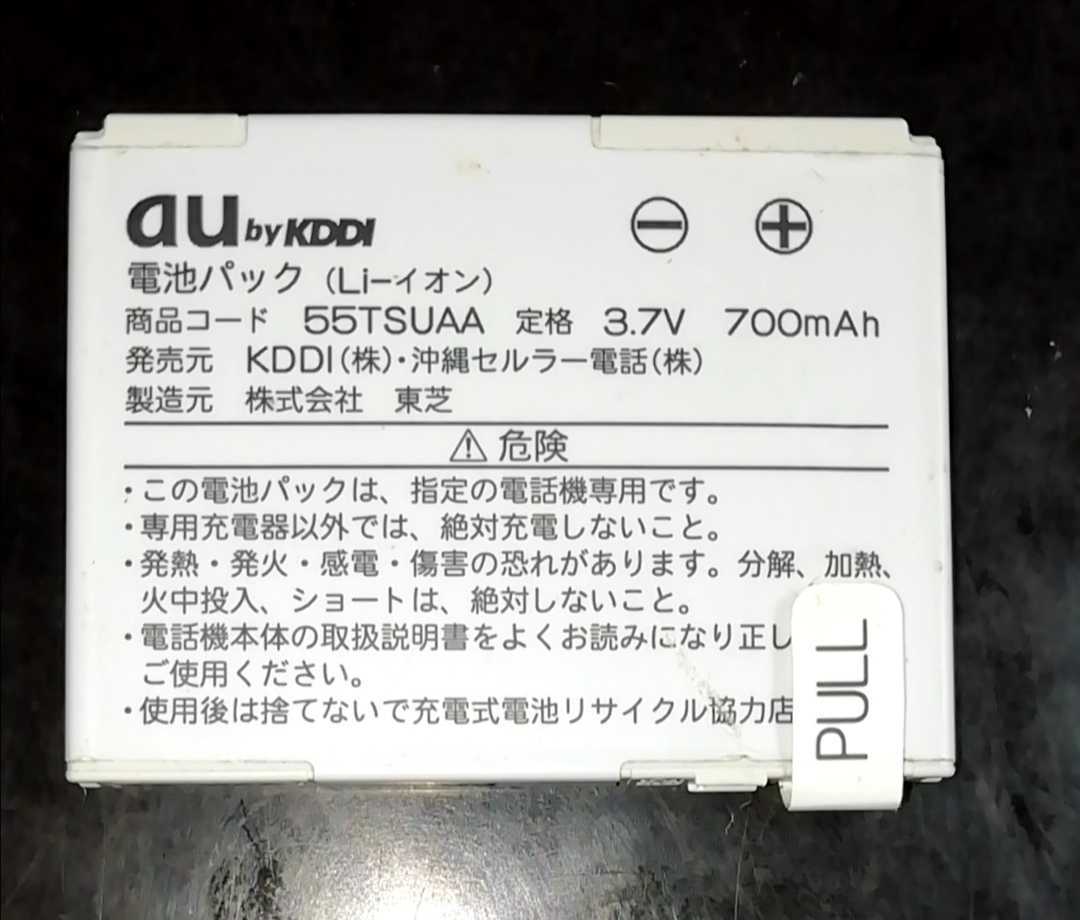 au by KDDI ⊖ ⊕
電池パック (Li-イオン)
商品コード 55TSUAA 定格 3.7V 700mAh
発売元 KDDI(株)・沖縄セルラー電話(株)
製造元 株式会社 東芝
⚠危険
・この電池パックは、指定の電話機専用です。
・専用充電器以外では、絶対充電しないこと。
・発熱・発火・感電・傷害の恐れがあります。分解、加熱、
火中投入、ショートは、絶対しないこと。
・電話機本体の取扱説明書をよくお読みになり正し
ご使用ください。
・使用後は捨てないで充電式電池リサイクル協力店
PULL